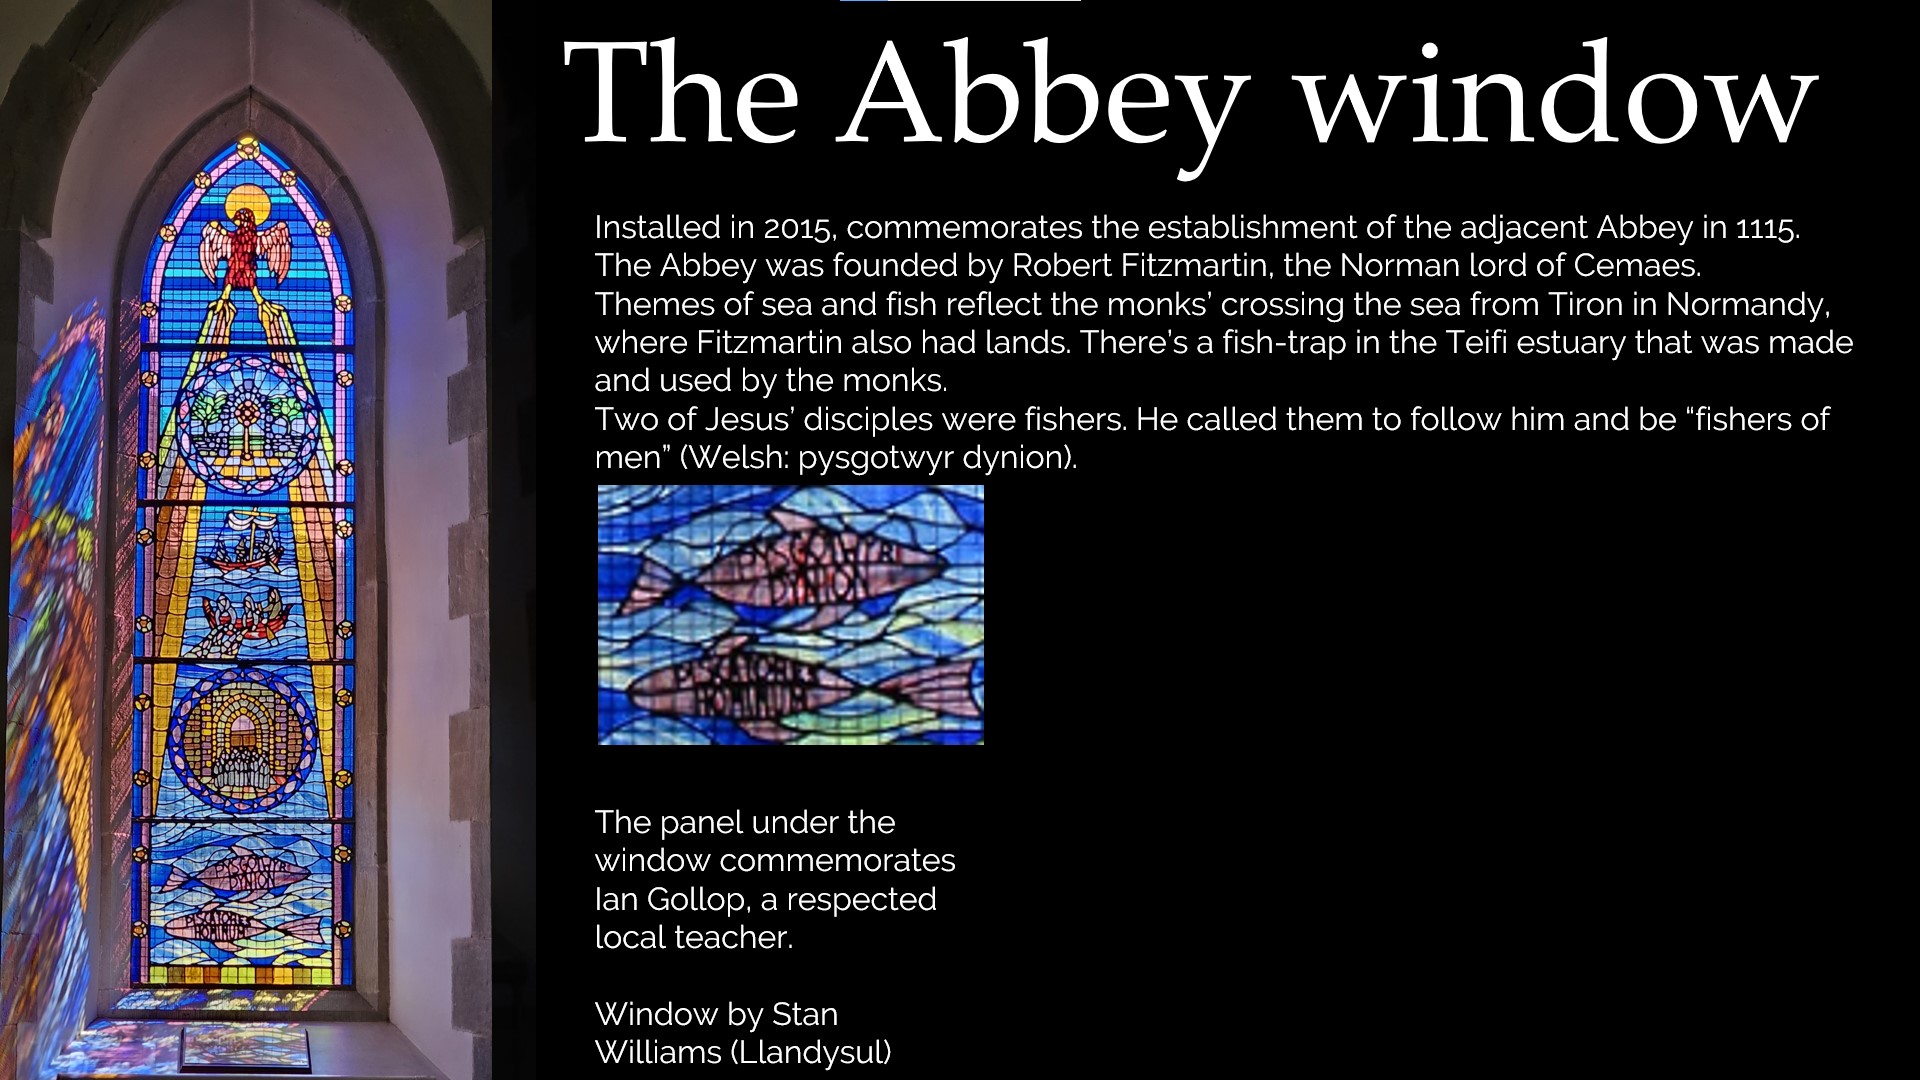 The Abbey window
Installed in 2015, commemorates the establishment of the adjacent Abbey in 1115.
The Abbey was founded by Robert Fitzmartin, the Norman lord of Cemaes.
Themes of sea and fish reflect the monks’ crossing the sea from Tiron in Normandy,
where Fitzmartin also had lands. There’s a fish-trap in the Teifi estuary that was made
and used by the monks.
Two of Jesus’ disciples were fishers. He called them to follow him and be “fishers of
men” (Welsh: pysgotwyr dynion).
PYSGOTWYR
DYNION
PISCATORES
HOMINUM
The panel under the
window commemorates
Ian Gollop, a respected
local teacher.
Window by Stan
Williams (Llandysul)
PYSGOTWYR
DYNION
PISCATORES
HOMINUM